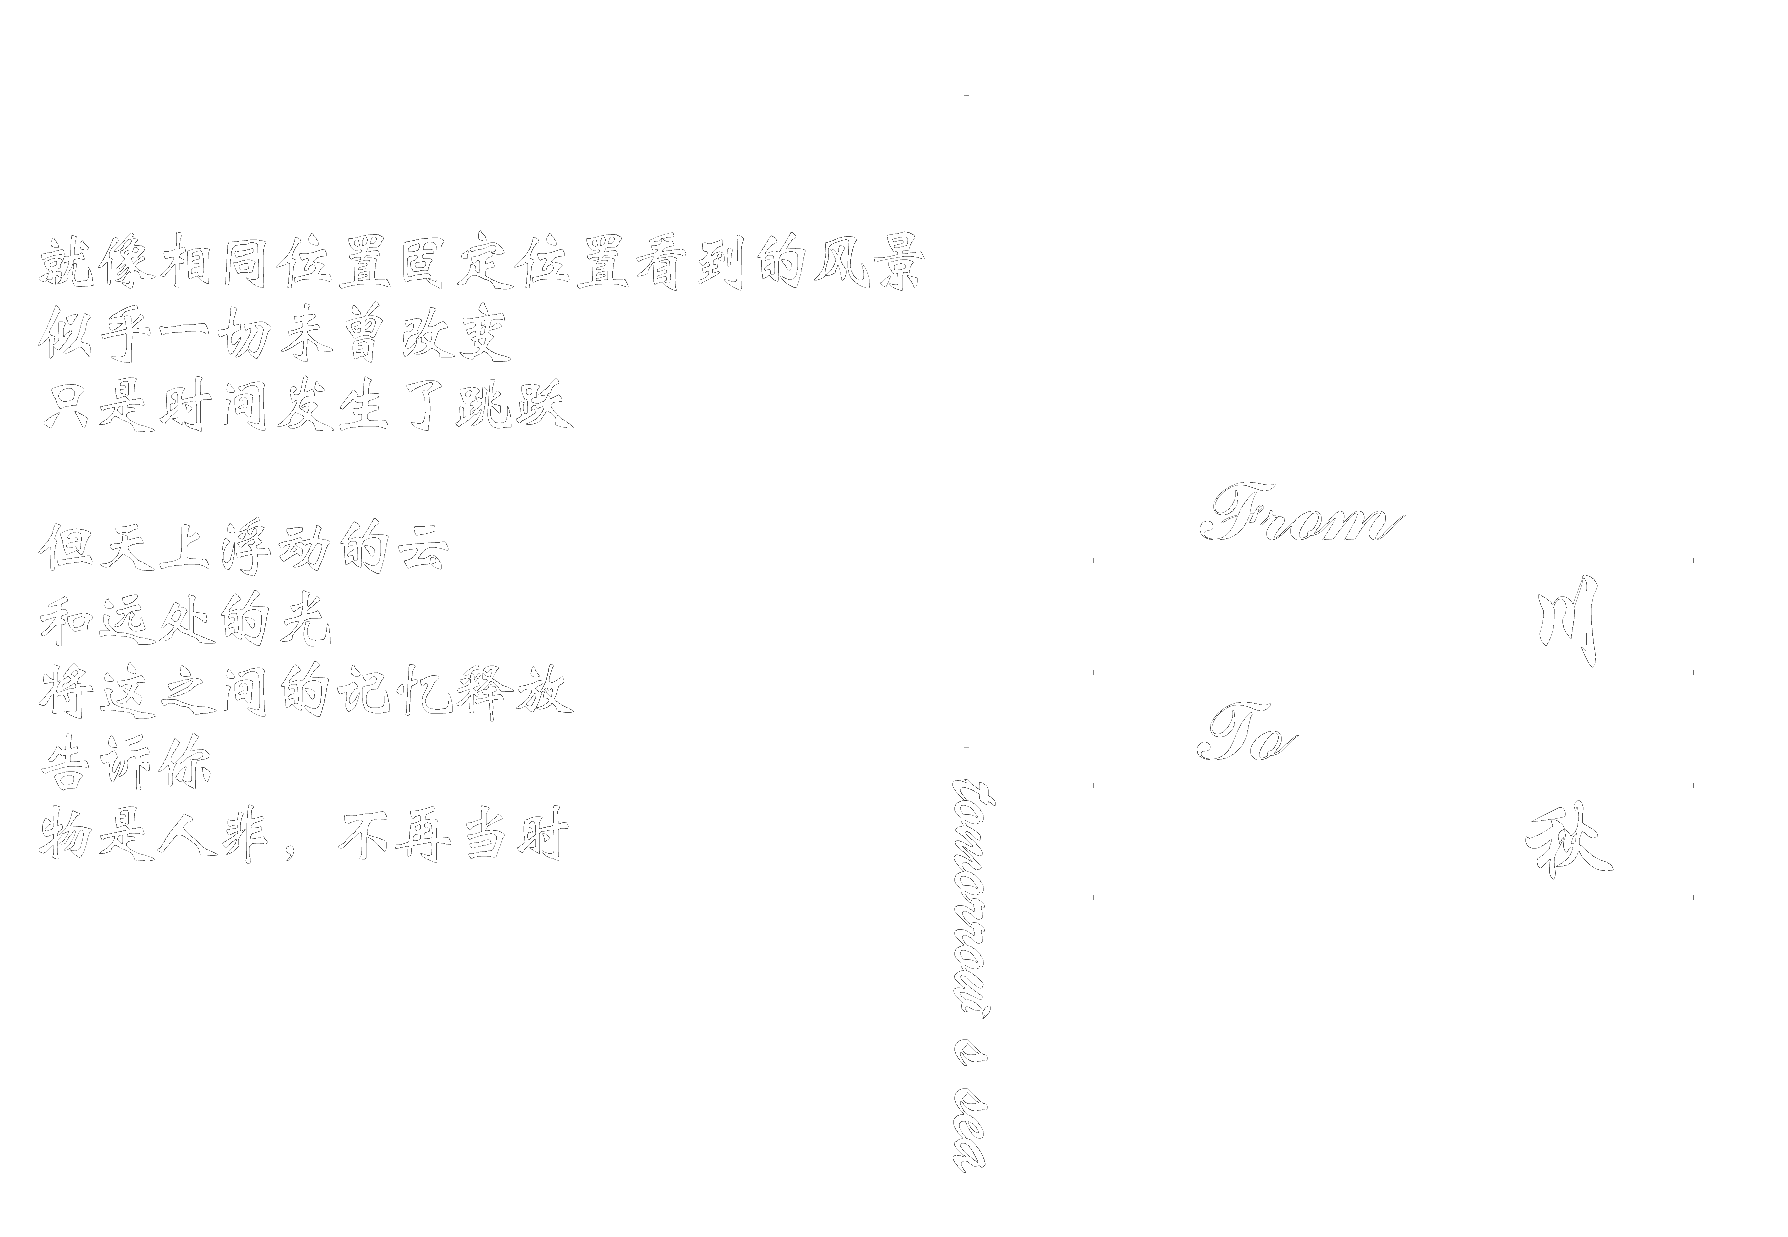 就像相同位置固定位置看到的风景
似乎一切未曾改变
只是时间发生了跳跃
但天上浮动的云
和远处的光
将这之间的记忆释放
告诉你
物是人非，不再当时
tomorrow' s sea
From
川
To
秋